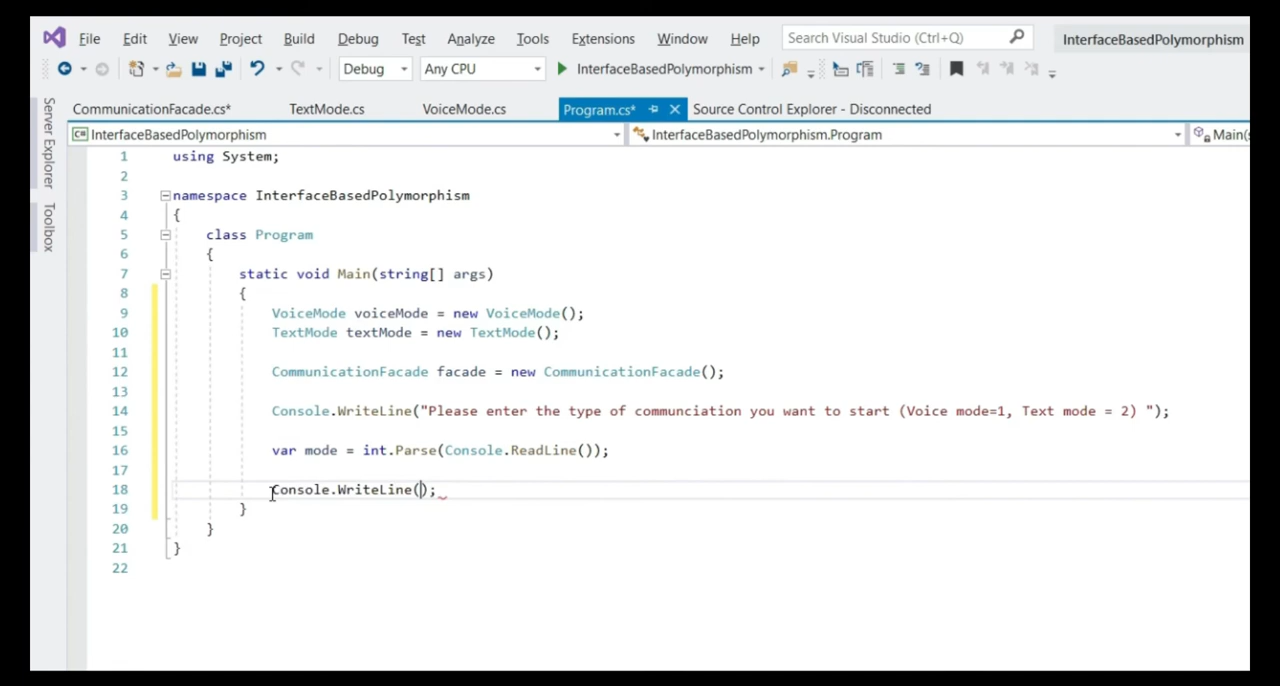 File Edit View Project Build Debug Test Analyze Tools Extensions Window Help Search Visual Studio (Ctrl+Q) InterfaceBasedPolymorphism
Debug Any CPU InterfaceBasedPolymorphism
CommunicationFacade.cs* TextMode.cs VoiceMode.cs Program.cs* Source Control Explorer - Disconnected
C# InterfaceBasedPolymorphism InterfaceBasedPolymorphism.Program Main(s
Server Explorer
Toolbox
1 using System;
2
3 namespace InterfaceBasedPolymorphism
4 {
5 class Program
6 {
7 static void Main(string[] args)
8 {
9 VoiceMode voiceMode = new VoiceMode();
10 TextMode textMode = new TextMode();
11
12 CommunicationFacade facade = new CommunicationFacade();
13
14 Console.WriteLine("Please enter the type of communciation you want to start (Voice mode=1, Text mode = 2) ");
15
16 var mode = int.Parse(Console.ReadLine());
17
18 Console.WriteLine();
19 }
20 }
21 }
22